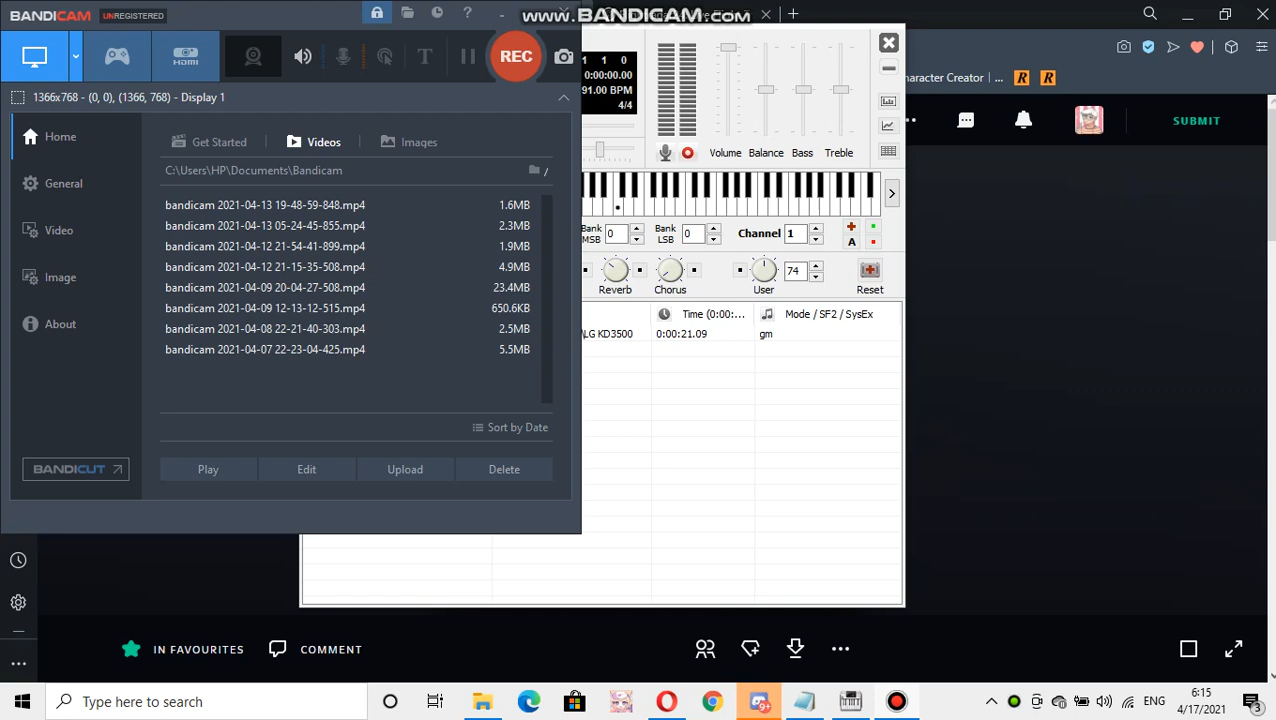 BANDICAM UNREGISTERED
www.BANDICAM.com
REC
1366x768 - (0, 0), (1366, 768) - Display 1
Home
General
Video
Image
About
BANDICUT
Get Started
Videos
Images
C:\Users\HP\Documents\Bandicam
bandicam 2021-04-13 19-48-59-848.mp4 1.6MB
bandicam 2021-04-13 05-24-45-855.mp4 2.3MB
bandicam 2021-04-12 21-54-41-899.mp4 1.9MB
bandicam 2021-04-12 21-15-35-508.mp4 4.9MB
bandicam 2021-04-09 20-04-27-508.mp4 23.4MB
bandicam 2021-04-09 12-13-12-515.mp4 650.6KB
bandicam 2021-04-08 22-21-40-303.mp4 2.5MB
bandicam 2021-04-07 22-23-04-425.mp4 5.5MB
Sort by Date
Play Edit Upload Delete
1 1 0
0:00:00.00
91.00 BPM
4/4
Volume Balance Bass Treble
Bank MSB 0
Bank LSB 0
Channel 1
A
Reverb Chorus User 74 Reset
Time (0:00:... Mode / SF2 / SysEx
LG KD3500 0:00:21.09 gm
haracter Creator | ...
SUBMIT
IN FAVOURITES COMMENT
Type here to search
9+
ENG
6:15
4/17/2021
3